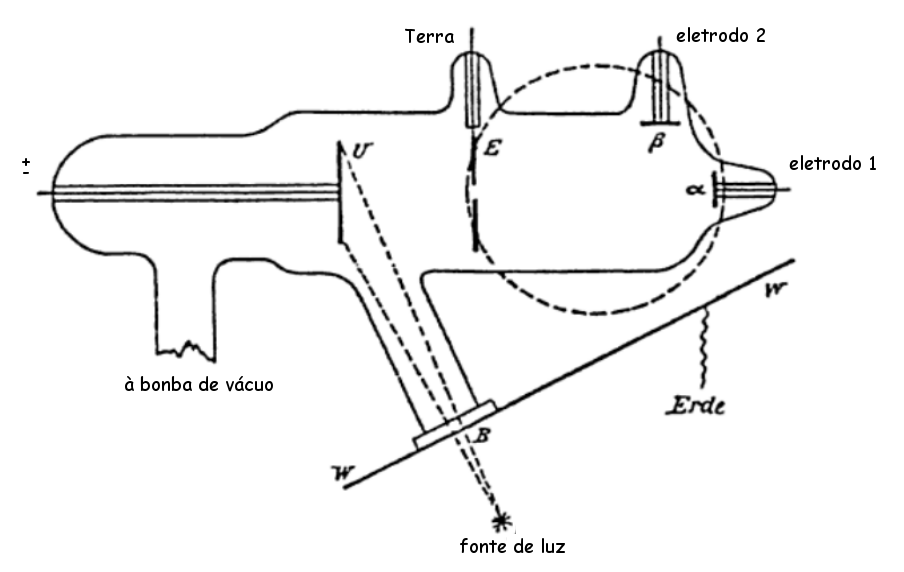 Terra
eletrodo 2
U
E
β
±
α
eletrodo 1
W
à bonba de vácuo
Erde
B
W
fonte de luz